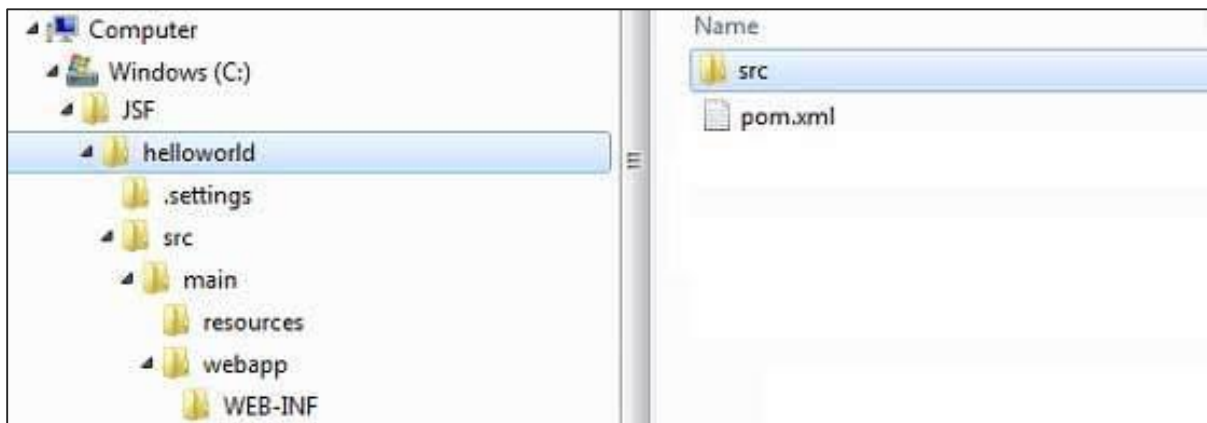 Computer
Windows (C:)
JSF
helloworld
.settings
src
main
resources
webapp
WEB-INF
Name
src
pom.xml